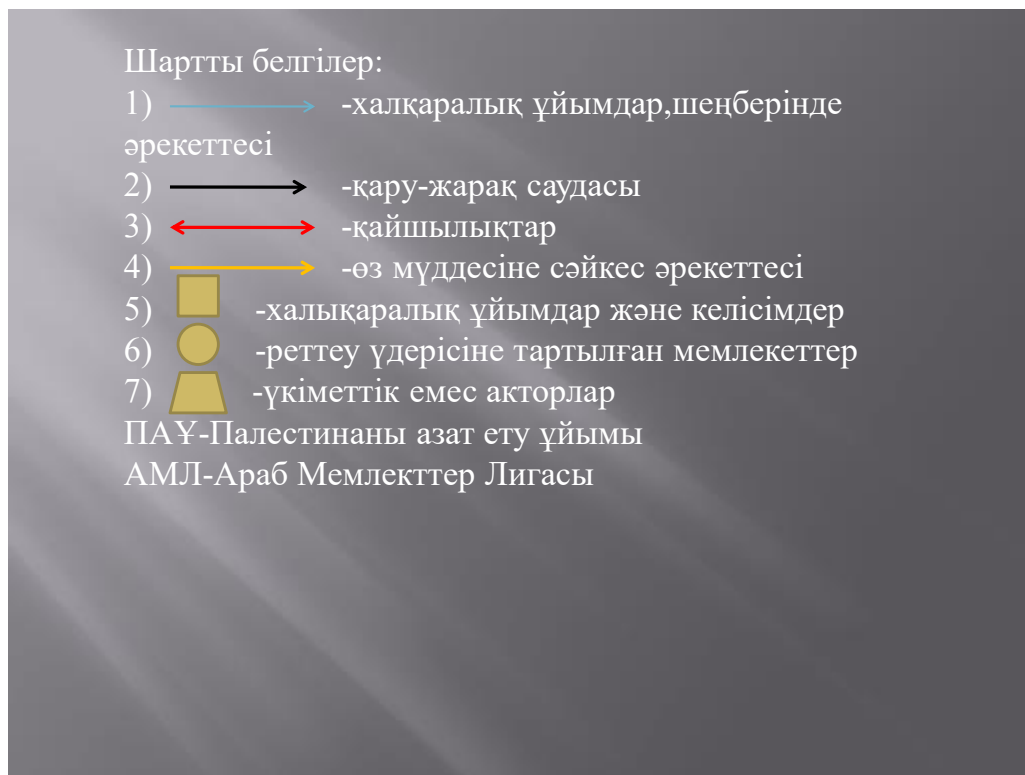 Шартты белгілер:
1) -халқаралық ұйымдар,шеңберінде
әрекеттесі
2) -қару-жарақ саудасы
3) -қайшылықтар
4) -өз мүддесіне сәйкес әрекеттесі
5) -халықаралық ұйымдар және келісімдер
6) -реттеу үдерісіне тартылған мемлекеттер
7) -үкіметтік емес акторлар
ПАҰ-Палестинаны азат ету ұйымы
АМЛ-Араб Мемлекттер Лигасы